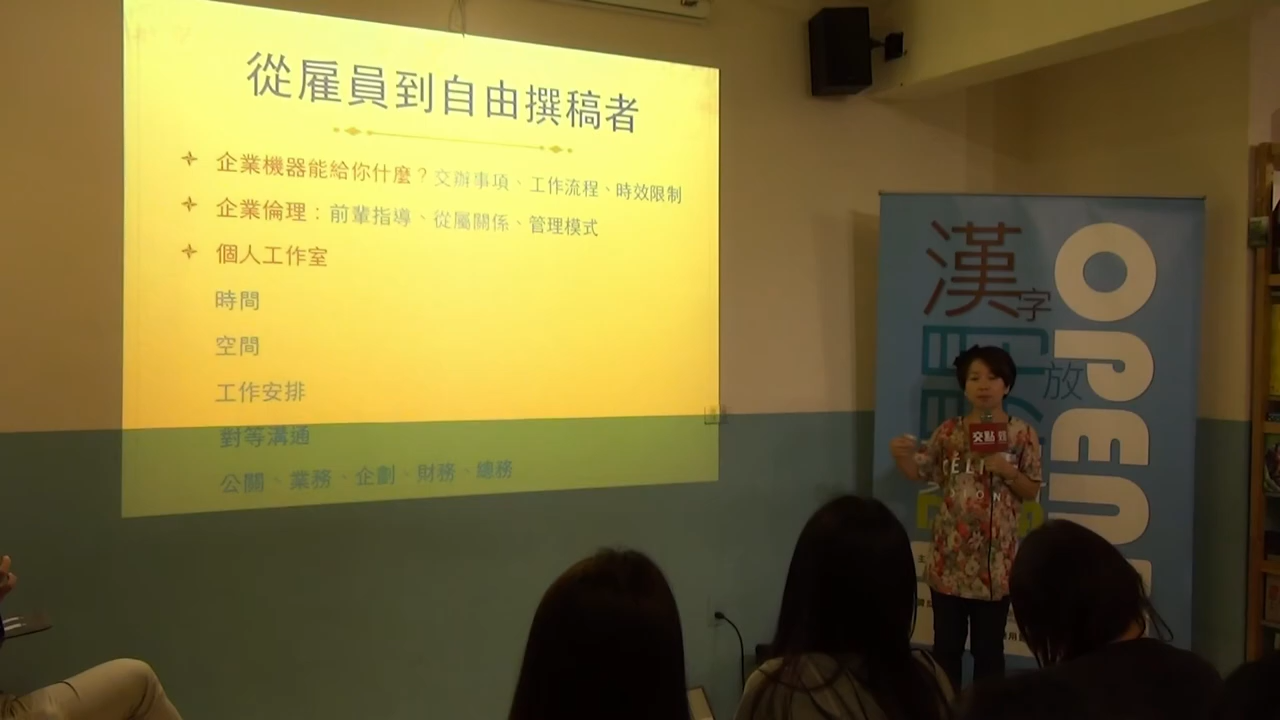 從雇員到自由撰稿者
企業機器能給你什麼？交辦事項、工作流程、時效限制
企業倫理：前輩指導、從屬關係、管理模式
個人工作室
時間
空間
工作安排
對等溝通
公關、業務、企劃、財務、總務
漢
字
開
放
OPEN
交點